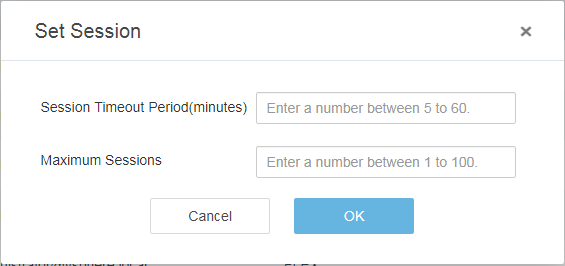 Set Session ×
Session Timeout Period(minutes) Enter a number between 5 to 60.
Maximum Sessions Enter a number between 1 to 100.
Cancel OK